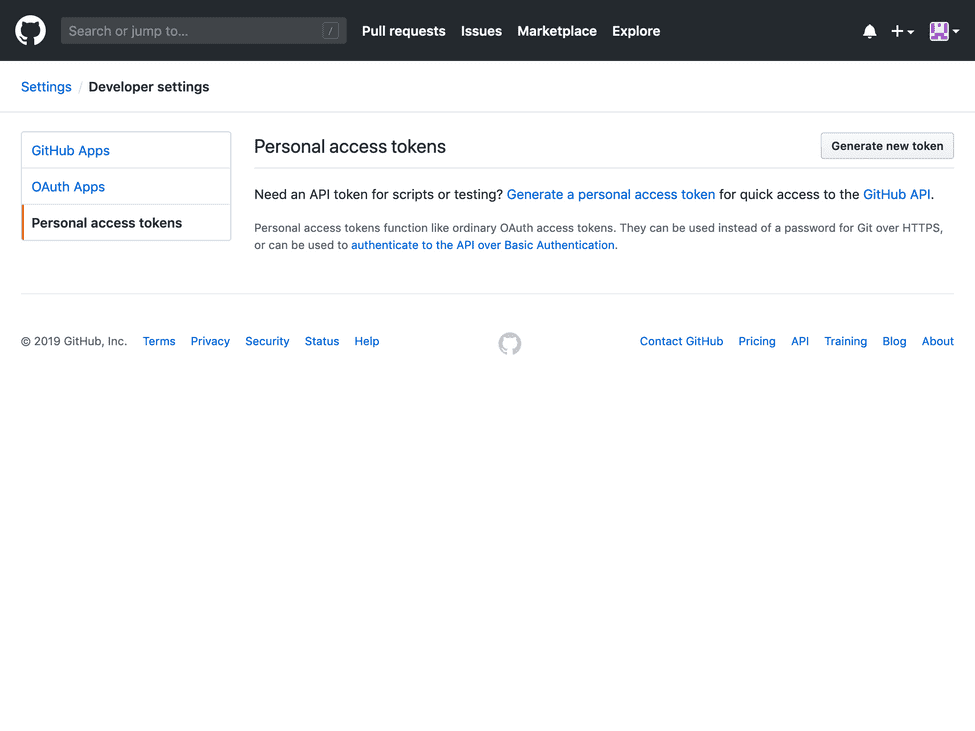 Search or jump to... / Pull requests Issues Marketplace Explore
Settings / Developer settings
GitHub Apps
OAuth Apps
Personal access tokens
Personal access tokens Generate new token
Need an API token for scripts or testing? Generate a personal access token for quick access to the GitHub API.
Personal access tokens function like ordinary OAuth access tokens. They can be used instead of a password for Git over HTTPS,
or can be used to authenticate to the API over Basic Authentication.
© 2019 GitHub, Inc. Terms Privacy Security Status Help Contact GitHub Pricing API Training Blog About